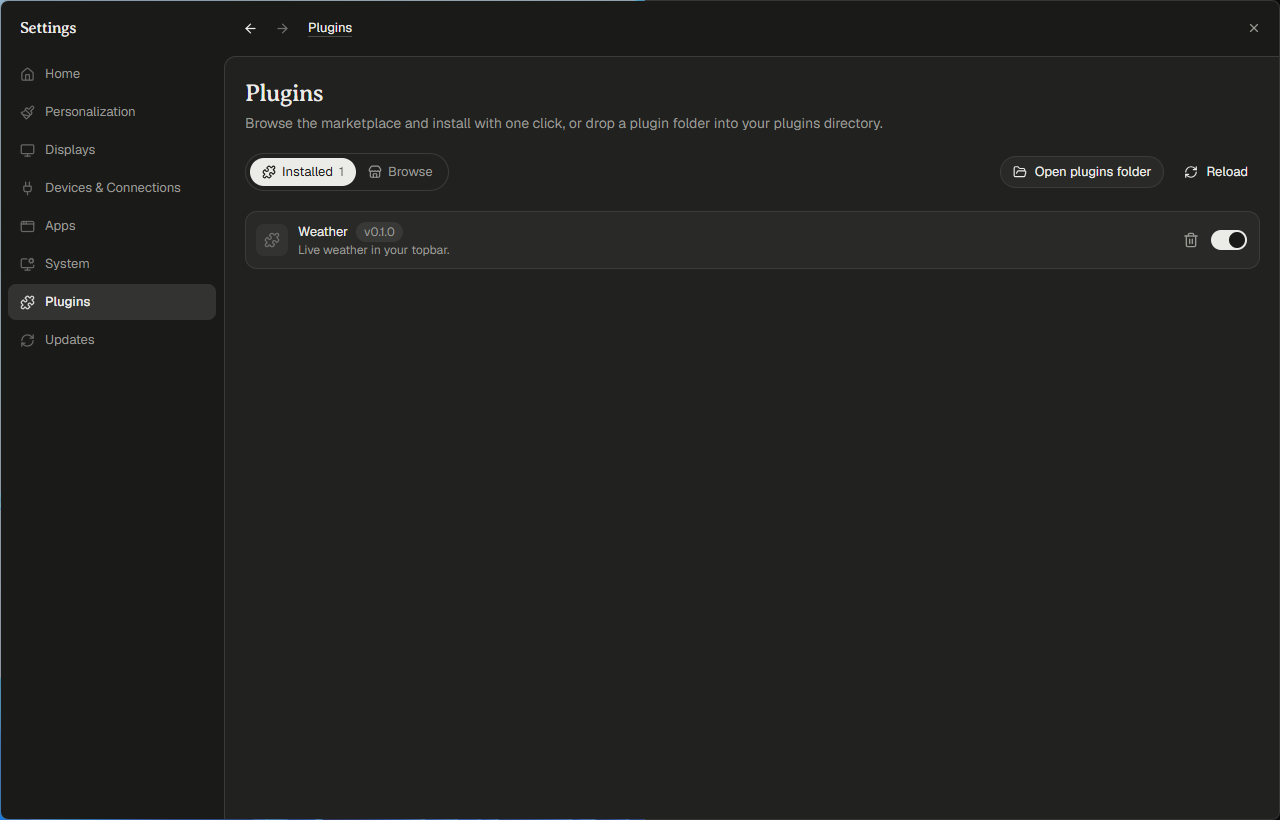 Settings
Plugins
Home
Personalization
Displays
Devices & Connections
Apps
System
Plugins
Updates
Plugins
Browse the marketplace and install with one click, or drop a plugin folder into your plugins directory.
Installed 1
Browse
Open plugins folder
Reload
Weather v0.1.0
Live weather in your topbar.